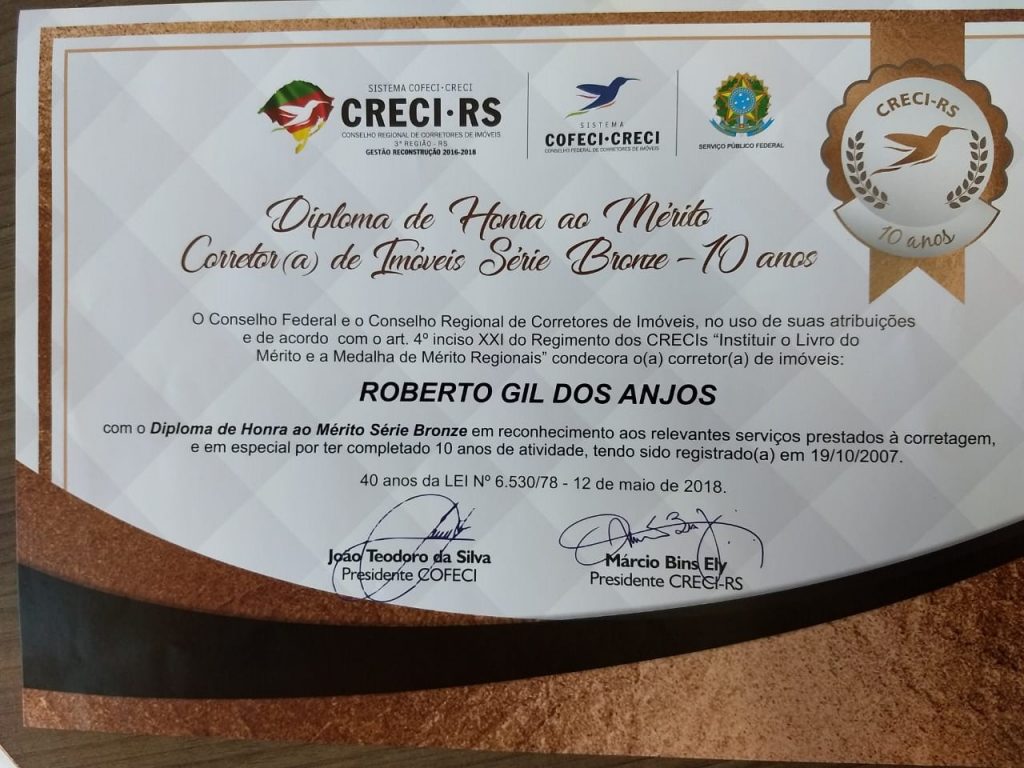 SISTEMA COFECI-CRECI
CRECI·RS
CONSELHO REGIONAL DE CORRETORES DE IMÓVEIS
3ª REGIÃO - RS
GESTÃO RECONSTRUÇÃO 2016-2018
SISTEMA
COFECI·CRECI
CONSELHO FEDERAL DE CORRETORES DE IMÓVEIS
SERVIÇO PÚBLICO FEDERAL
CRECI-RS
10 anos
Diploma de Honra ao Mérito
Corretor(a) de Imóveis Série Bronze - 10 anos
O Conselho Federal e o Conselho Regional de Corretores de Imóveis, no uso de suas atribuições
e de acordo com o art. 4º inciso XXI do Regimento dos CRECIs “Instituir o Livro do
Mérito e a Medalha de Mérito Regionais” condecora o(a) corretor(a) de imóveis:
ROBERTO GIL DOS ANJOS
com o Diploma de Honra ao Mérito Série Bronze em reconhecimento aos relevantes serviços prestados à corretagem,
e em especial por ter completado 10 anos de atividade, tendo sido registrado(a) em 19/10/2007.
40 anos da LEI Nº 6.530/78 - 12 de maio de 2018.
João Teodoro da Silva
Presidente COFECI
Márcio Bins Ely
Presidente CRECI-RS